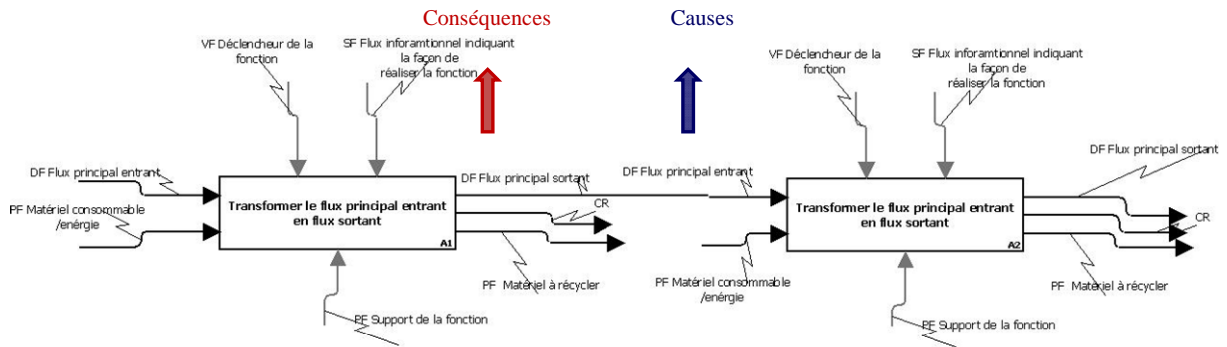 Conséquences
Causes
VF Déclencheur de la
fonction
SF Flux inforamtionnel indiquant
la façon de
réaliser la fonction
VF Déclencheur de la
fonction
SF Flux inforamtionnel indiquant
la façon de
réaliser la fonction
DF Flux principal entrant
DF Flux principal sortant
DF Flux principal entrant
DF Flux principal sortant
Transformer le flux principal entrant
en flux sortant
A1
CR
Transformer le flux principal entrant
en flux sortant
A2
CR
PF Matériel consommable
/énergie
PF Matériel à récycler
PF Matériel consommable
/énergie
PF Matériel à récycler
PF Support de la fonction
PF Support de la fonction